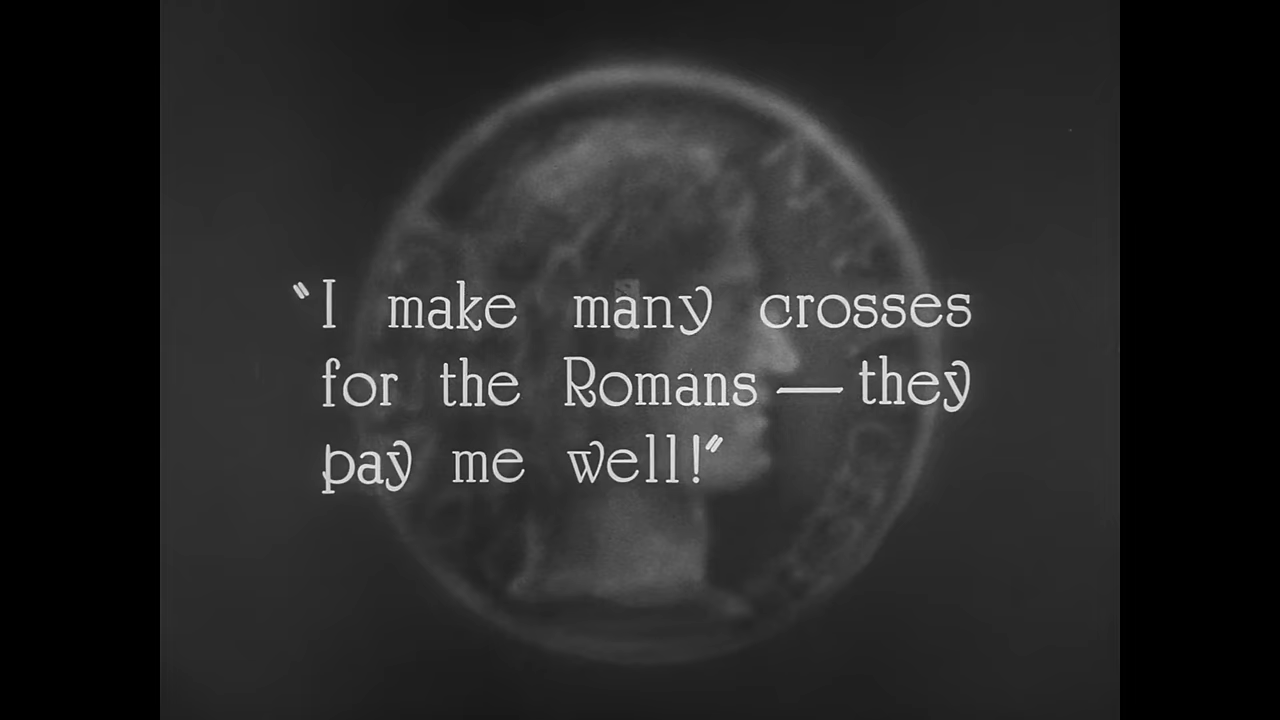 "I make many crosses
for the Romans — they
pay me well!"